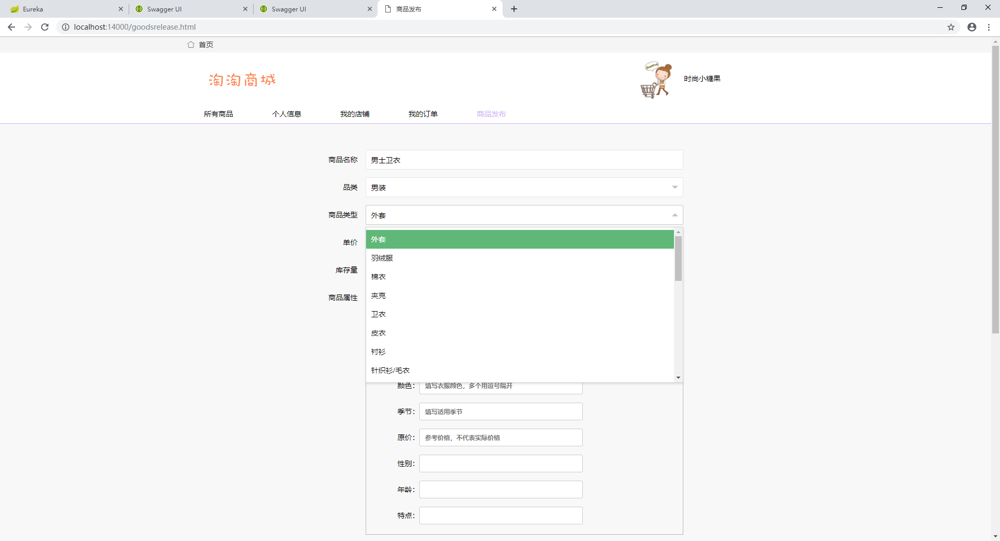 Eureka
Swagger UI
Swagger UI
商品发布
localhost:14000/goodsrelease.html
首页
淘淘商城
时尚小糖果
所有商品
个人信息
我的店铺
我的订单
商品发布
商品名称
男士卫衣
品类
男装
商品类型
外套
单价
库存量
商品属性
外套
羽绒服
棉衣
夹克
卫衣
皮衣
衬衫
针织衫/毛衣
颜色：
填写衣服颜色，多个用逗号隔开
季节：
填写适用季节
原价：
参考价格，不代表实际价格
性别：
年龄：
特点：